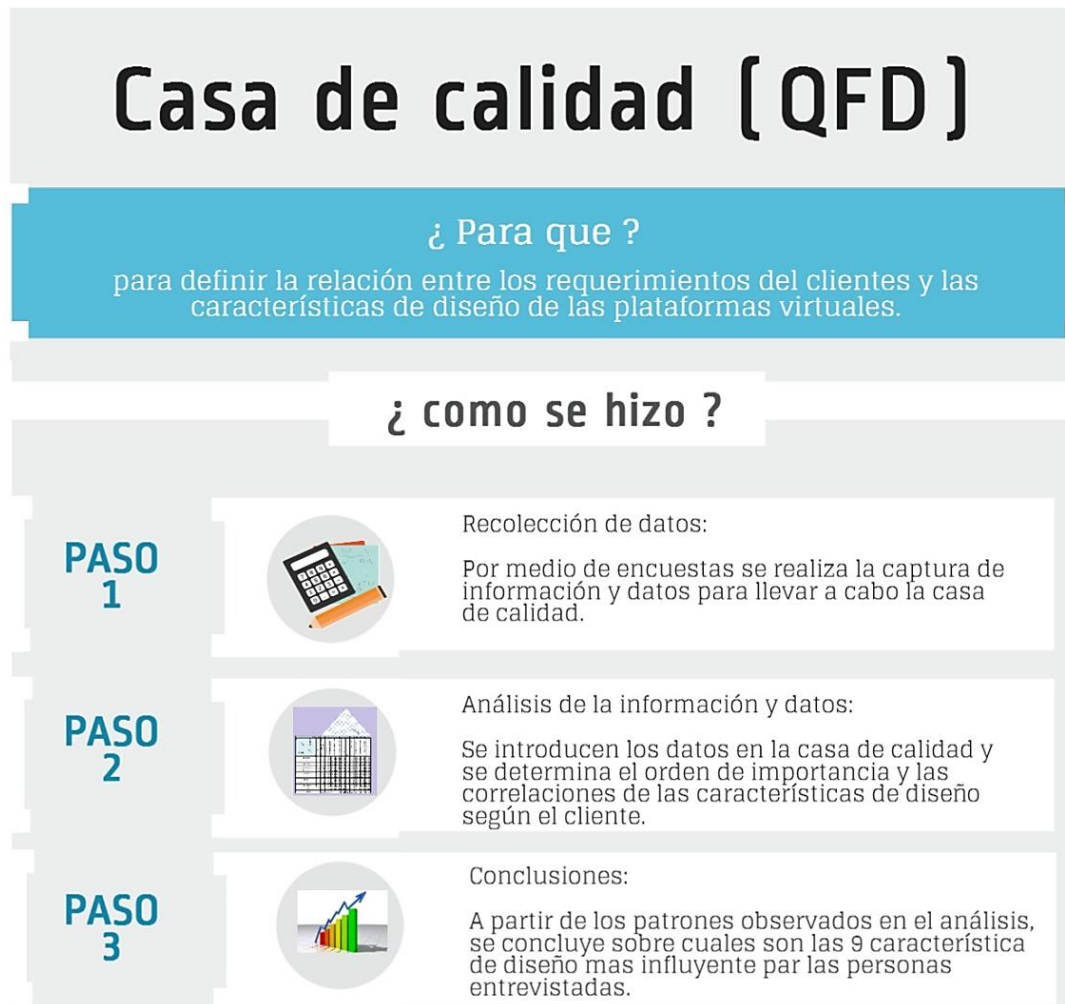 Casa de calidad (QFD)
¿ Para que ?
para definir la relación entre los requerimientos del clientes y las
características de diseño de las plataformas virtuales.
¿ como se hizo ?
PASO
1
Recolección de datos:
Por medio de encuestas se realiza la captura de
información y datos para llevar a cabo la casa
de calidad.
PASO
2
Análisis de la información y datos:
Se introducen los datos en la casa de calidad y
se determina el orden de importancia y las
correlaciones de las características de diseño
según el cliente.
PASO
3
Conclusiones:
A partir de los patrones observados en el análisis,
se concluye sobre cuales son las 9 característica
de diseño mas influyente par las personas
entrevistadas.